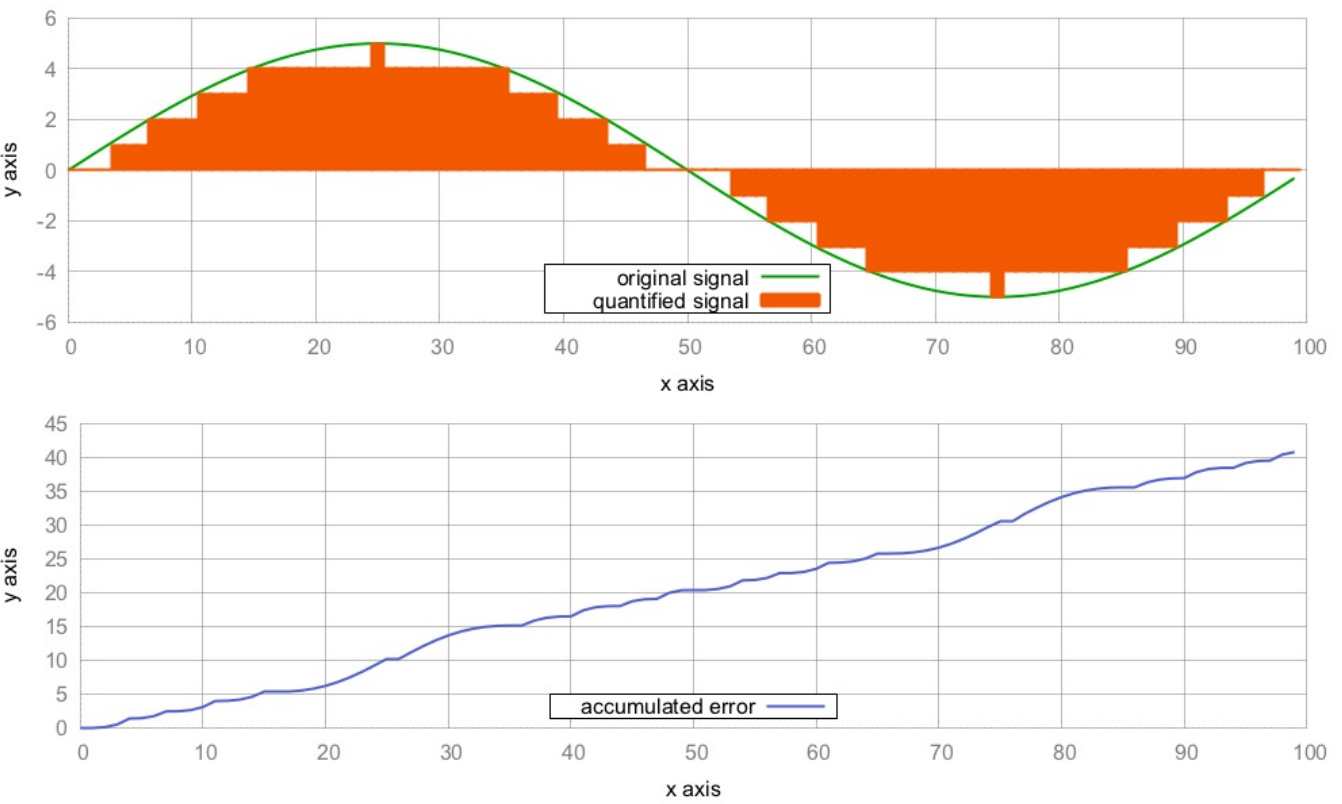 6
4
2
0
-2
-4
-6
y axis
original signal
quantified signal
0 10 20 30 40 50 60 70 80 90 100
x axis
45
40
35
30
25
20
15
10
5
0
y axis
accumulated error
0 10 20 30 40 50 60 70 80 90 100
x axis